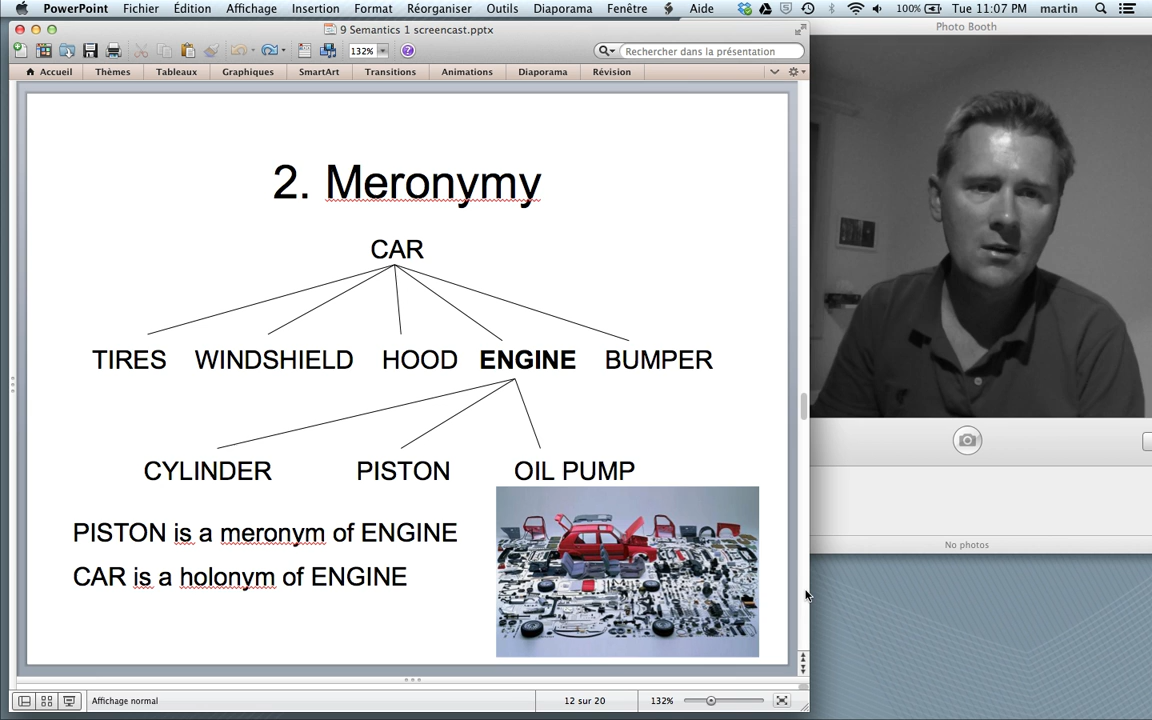 PowerPoint Fichier Édition Affichage Insertion Format Réorganiser Outils Diaporama Fenêtre Aide 100% Tue 11:07 PM martin
9 Semantics 1 screencast.pptx
Photo Booth
132% Rechercher dans la présentation
Accueil Thèmes Tableaux Graphiques SmartArt Transitions Animations Diaporama Révision
2. Meronymy
CAR
TIRES WINDSHIELD HOOD ENGINE BUMPER
CYLINDER PISTON OIL PUMP
PISTON is a meronym of ENGINE
CAR is a holonym of ENGINE
No photos
Affichage normal 12 sur 20 132%